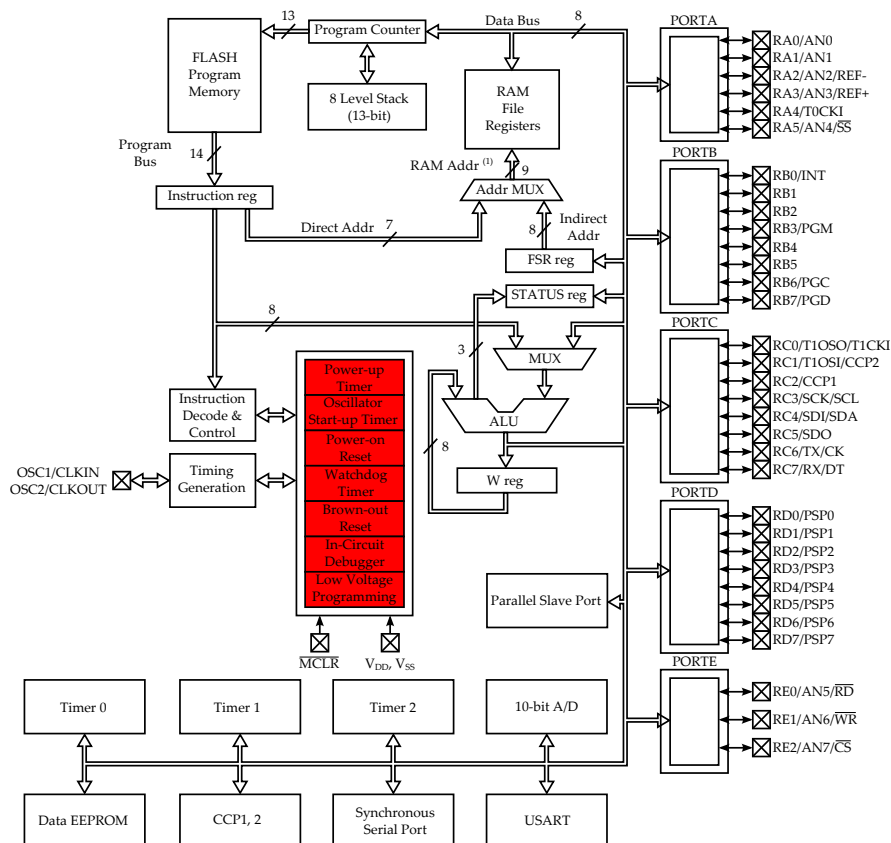 13
Program Counter
Data Bus
8
PORTA
FLASH
Program
Memory
8 Level Stack
(13-bit)
RAM
File
Registers
RA0/AN0
RA1/AN1
RA2/AN2/REF-
RA3/AN3/REF+
RA4/T0CKI
RA5/AN4/SS
Program
Bus
14
RAM Addr (1)
9
PORTB
Instruction reg
Addr MUX
Direct Addr
7
8
Indirect
Addr
FSR reg
RB0/INT
RB1
RB2
RB3/PGM
RB4
RB5
RB6/PGC
RB7/PGD
STATUS reg
8
3
MUX
PORTC
Power-up
Timer
Oscillator
Start-up Timer
Power-on
Reset
Watchdog
Timer
Brown-out
Reset
In-Circuit
Debugger
Low Voltage
Programming
Instruction
Decode &
Control
ALU
8
W reg
RC0/T1OSO/T1CKI
RC1/T1OSI/CCP2
RC2/CCP1
RC3/SCK/SCL
RC4/SDI/SDA
RC5/SDO
RC6/TX/CK
RC7/RX/DT
OSC1/CLKIN
OSC2/CLKOUT
Timing
Generation
PORTD
Parallel Slave Port
RD0/PSP0
RD1/PSP1
RD2/PSP2
RD3/PSP3
RD4/PSP4
RD5/PSP5
RD6/PSP6
RD7/PSP7
MCLR
VDD, VSS
PORTE
RE0/AN5/RD
RE1/AN6/WR
RE2/AN7/CS
Timer 0
Timer 1
Timer 2
10-bit A/D
Data EEPROM
CCP1, 2
Synchronous
Serial Port
USART